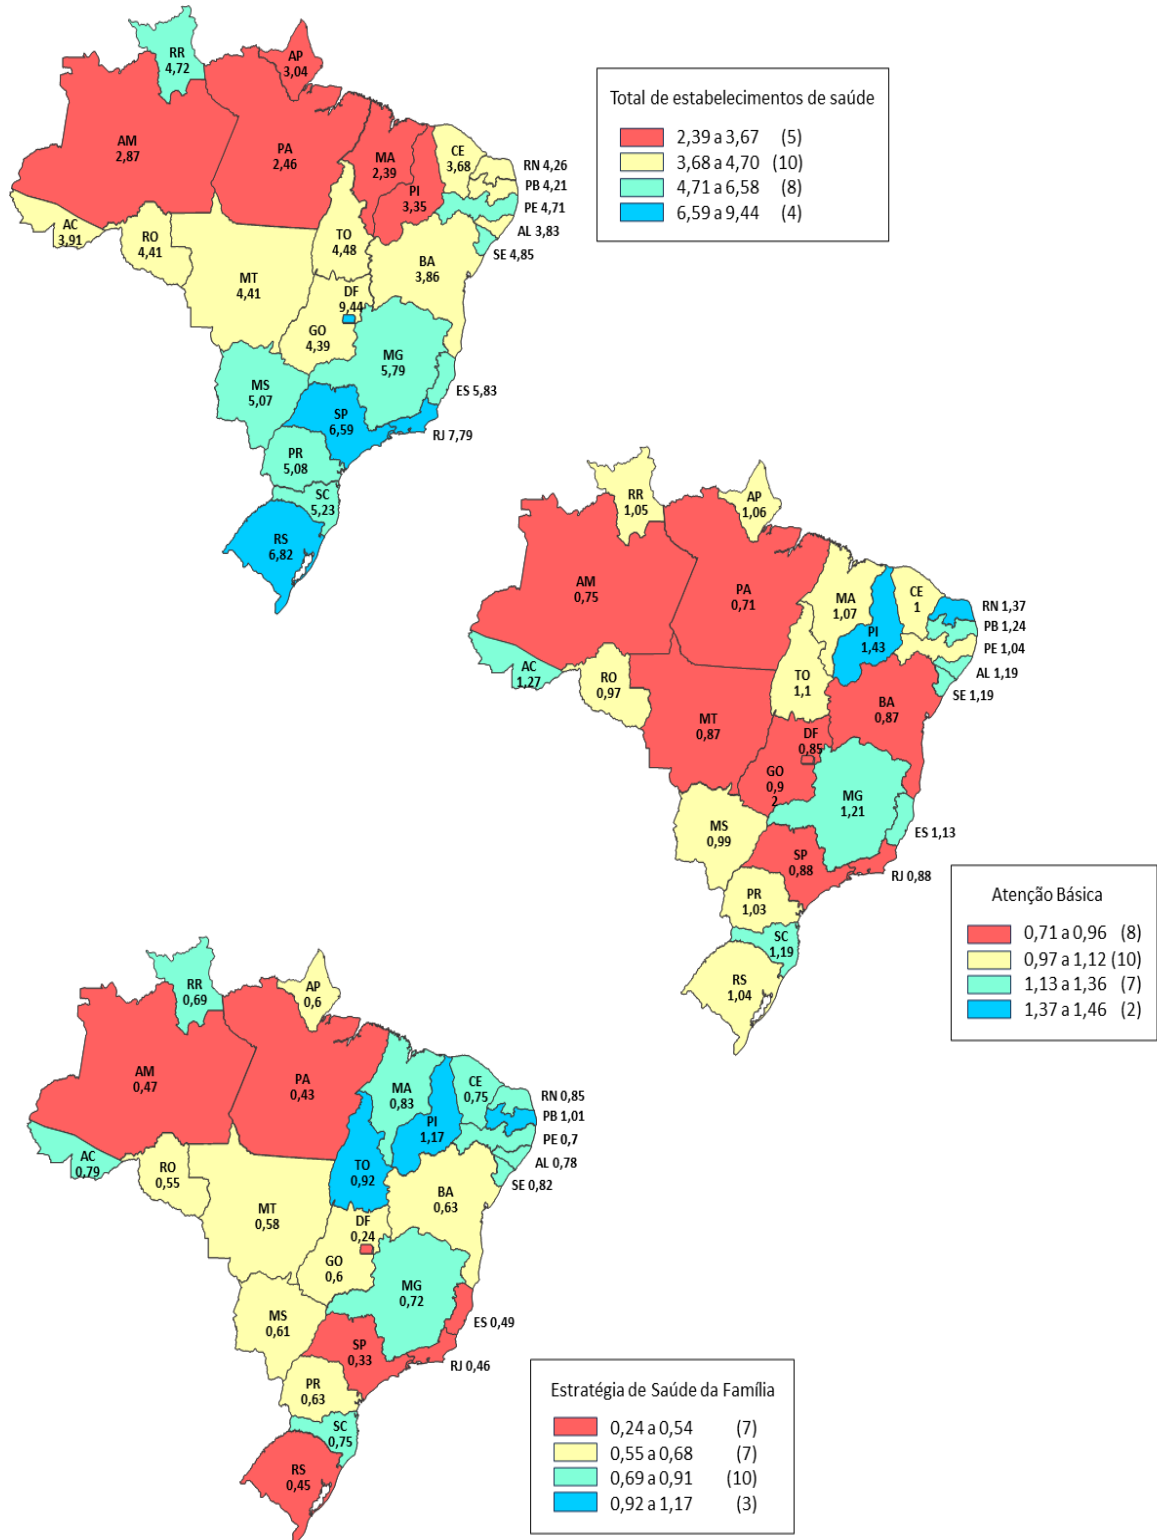 RR
4,72
AP
3,04
AM
2,87
PA
2,46
MA
2,39
CE
3,68
PI
3,35
RN 4,26
PB 4,21
PE 4,71
AL 3,83
SE 4,85
AC
3,91
RO
4,41
TO
4,48
BA
3,86
MT
4,41
DF
9,44
GO
4,39
MG
5,79
ES 5,83
MS
5,07
SP
6,59
RJ 7,79
PR
5,08
SC
5,23
RS
6,82
Total de estabelecimentos de saúde
2,39 a 3,67 (5)
3,68 a 4,70 (10)
4,71 a 6,58 (8)
6,59 a 9,44 (4)
RR
1,05
AP
1,06
AM
0,75
PA
0,71
MA
1,07
CE
1
PI
1,43
RN 1,37
PB 1,24
PE 1,04
AL 1,19
SE 1,19
AC
1,27
RO
0,97
TO
1,1
BA
0,87
MT
0,87
DF
0,85
GO
0,9
2
MG
1,21
ES 1,13
MS
0,99
SP
0,88
RJ 0,88
PR
1,03
SC
1,19
RS
1,04
Atenção Básica
0,71 a 0,96 (8)
0,97 a 1,12 (10)
1,13 a 1,36 (7)
1,37 a 1,46 (2)
RR
0,69
AP
0,6
AM
0,47
PA
0,43
MA
0,83
CE
0,75
PI
1,17
RN 0,85
PB 1,01
PE 0,7
AL 0,78
SE 0,82
AC
0,79
RO
0,55
TO
0,92
BA
0,63
MT
0,58
DF
0,24
GO
0,6
MG
0,72
ES 0,49
MS
0,61
SP
0,33
RJ 0,46
PR
0,63
SC
0,75
RS
0,45
Estratégia de Saúde da Família
0,24 a 0,54 (7)
0,55 a 0,68 (7)
0,69 a 0,91 (10)
0,92 a 1,17 (3)